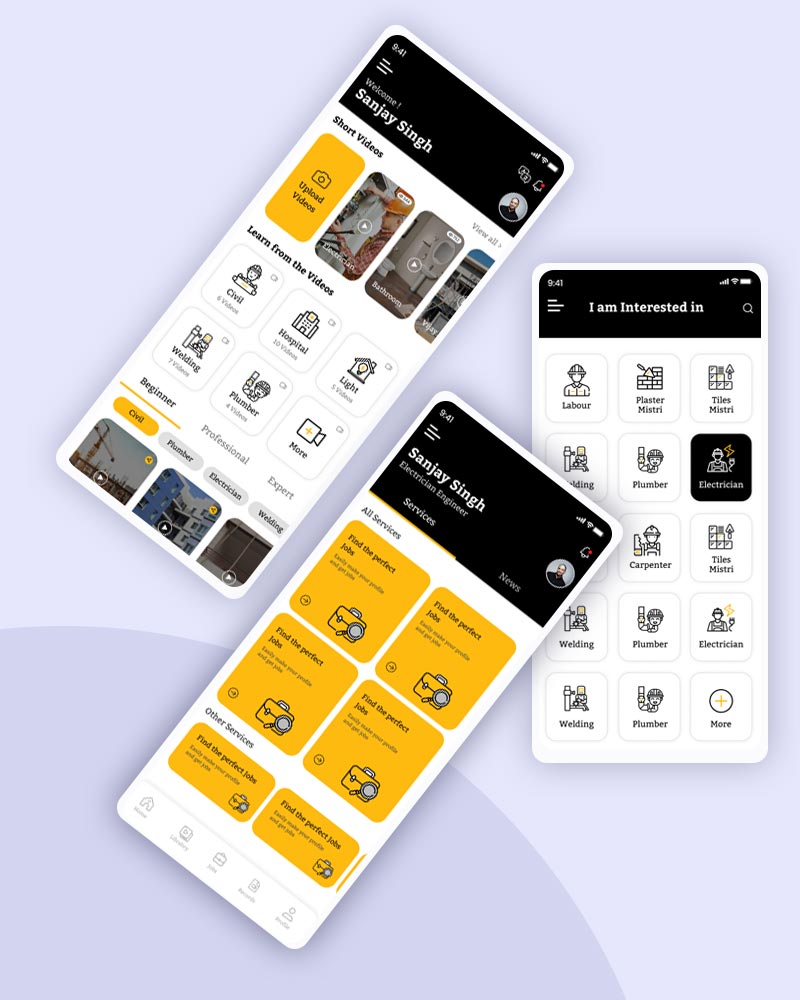 9:41
Welcome !
Sanjay Singh
Short Videos
View all >
Upload
Videos
Electrician
Bathroom
Vijay
Learn from the Videos
Civil
6 Videos
Hospital
10 Videos
Light
5 Videos
Welding
7 Videos
Plumber
4 Videos
More
Beginner
Professional
Expert
Civil
Plumber
Electrician
Welding
9:41
I am Interested in
Labour
Plaster
Mistri
Tiles
Mistri
lding
Plumber
Electrician
Carpenter
Tiles
Mistri
Welding
Plumber
Electrician
Welding
Plumber
More
9:41
Sanjay Singh
Electrician Engineer
Services
News
All Services
Find the perfect
Jobs
Easily make your profile
and get jobs
Find the perfect
Jobs
Easily make your profile
and get jobs
Find the perfect
Jobs
Easily make your profile
and get jobs
Find the perfect
Jobs
Easily make your profile
and get jobs
Other Services
Find the perfect Jobs
Easily make your profile
and get jobs
Find the perfect Jobs
Easily make your profile
and get jobs
Home
Jobs
Records
Profile